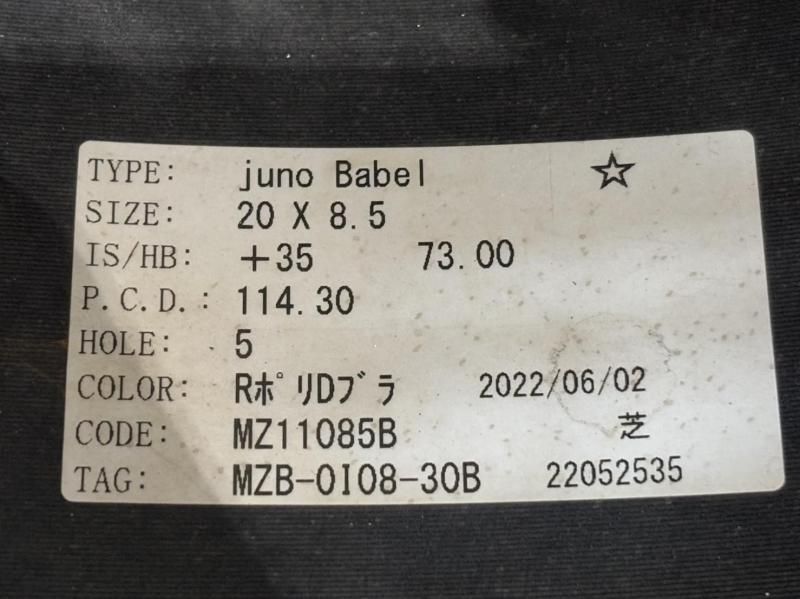 TYPE: juno Babel ☆
SIZE: 20 X 8.5
IS/HB: +35 73.00
P.C.D.: 114.30
HOLE: 5
COLOR: Rﾎﾟﾘﾘﾞﾌﾞﾗ 2022/06/02
CODE: MZ11085B 芝
TAG: MZB-0I08-30B 22052535